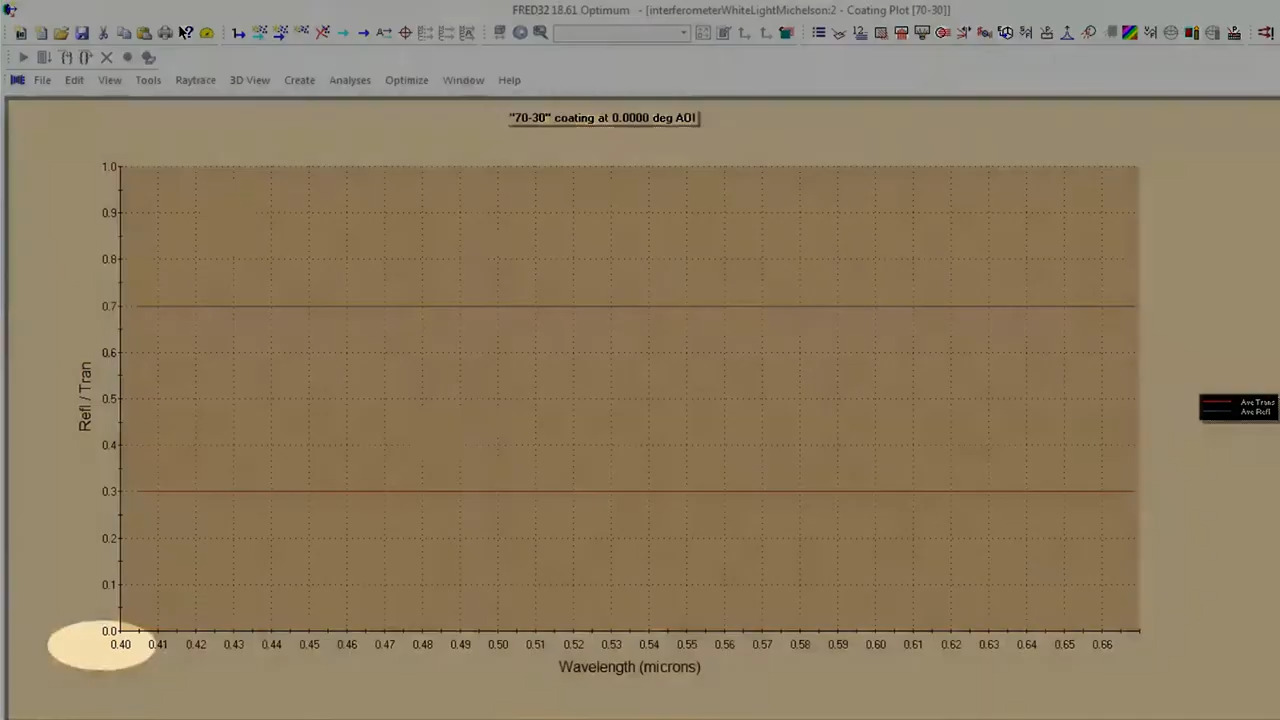 FRED32 18.61 Optimum - [interferometerWhiteLightMichelson:2 - Coating Plot [70-30]]
File Edit View Tools Raytrace 3D View Create Analyses Optimize Window Help
"70-30" coating at 0.0000 deg AOI
1.0
0.9
0.8
0.7
0.6
0.5
0.4
0.3
0.2
0.1
0.0
Refl / Tran
0.40 0.41 0.42 0.43 0.44 0.45 0.46 0.47 0.48 0.49 0.50 0.51 0.52 0.53 0.54 0.55 0.56 0.57 0.58 0.59 0.60 0.61 0.62 0.63 0.64 0.65 0.66
Wavelength (microns)
Ave Trans
Ave Refl